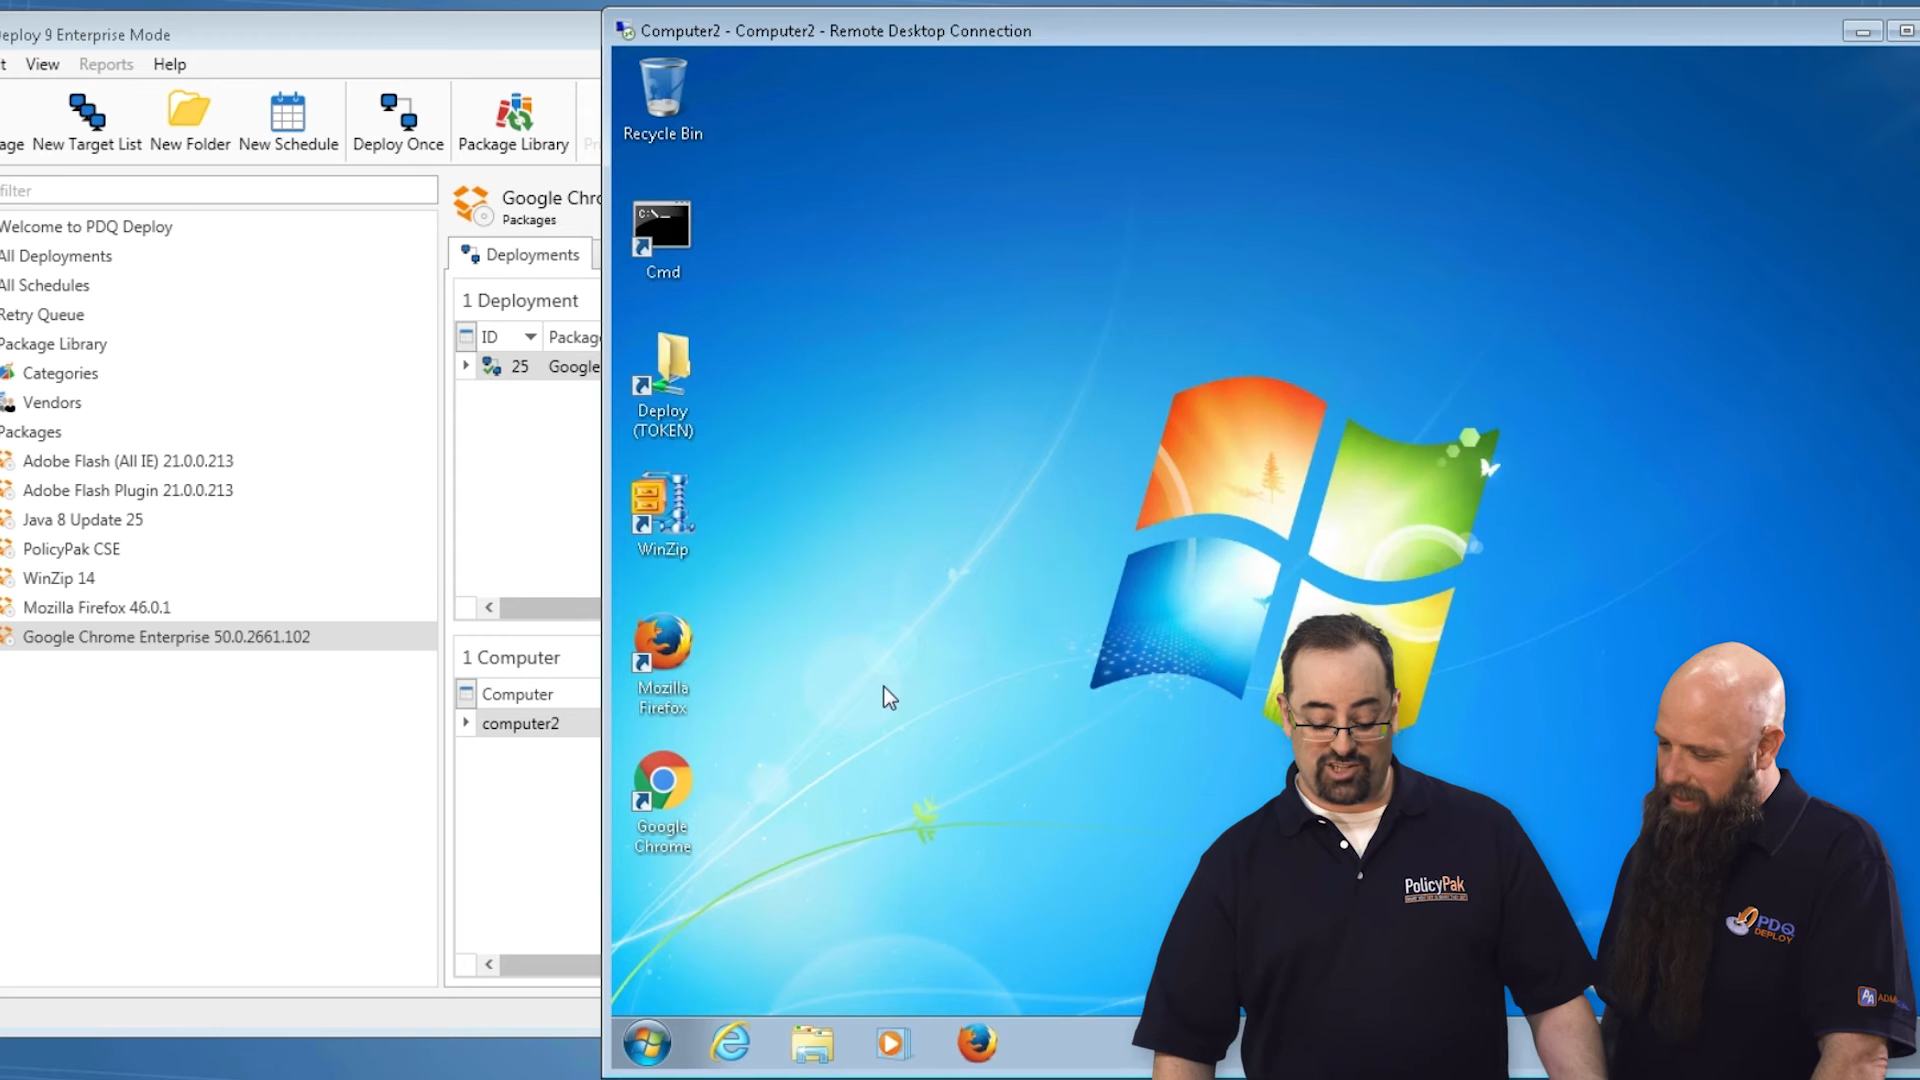 eploy 9 Enterprise Mode
t View Reports Help
age New Target List New Folder New Schedule Deploy Once Package Library Pr
filter
Welcome to PDQ Deploy
All Deployments
All Schedules
Retry Queue
Package Library
Categories
Vendors
Packages
Adobe Flash (All IE) 21.0.0.213
Adobe Flash Plugin 21.0.0.213
Java 8 Update 25
PolicyPak CSE
WinZip 14
Mozilla Firefox 46.0.1
Google Chrome Enterprise 50.0.2661.102
Google Chro
Packages
Deployments
1 Deployment
ID Packag
25 Google
1 Computer
Computer
computer2
Computer2 - Computer2 - Remote Desktop Connection
Recycle Bin
C:\_
Cmd
Deploy
(TOKEN)
WinZip
Mozilla
Firefox
Google
Chrome
PolicyPak
PDQ
DEPLOY
ADM